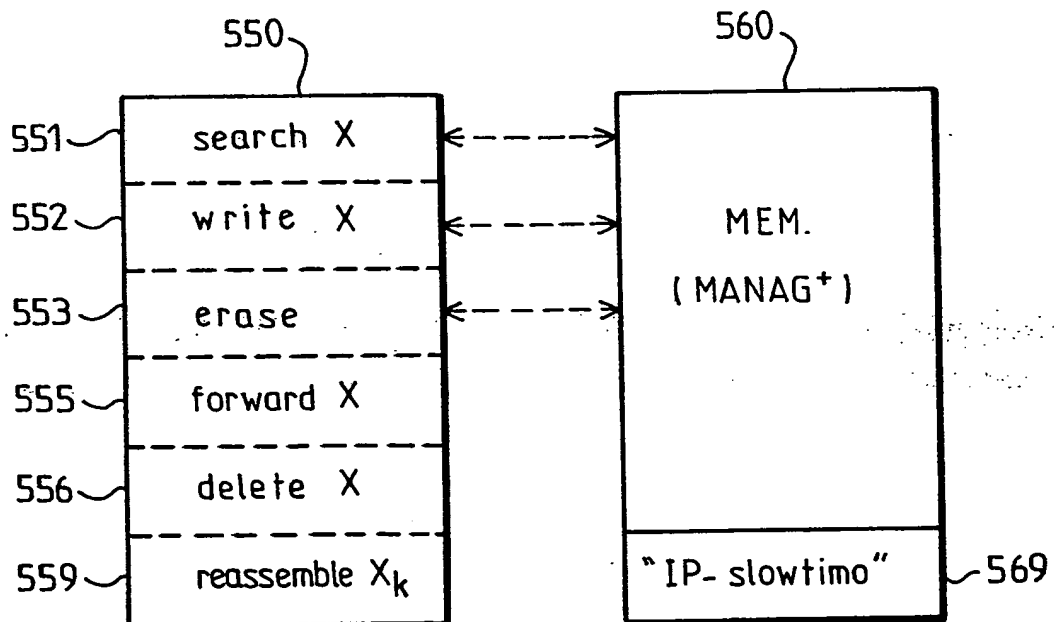 550
560
551
search X
552
write X
553
erase
555
forward X
556
delete X
559
reassemble Xk
MEM.
(MANAG+)
"IP-slowtimo"
569